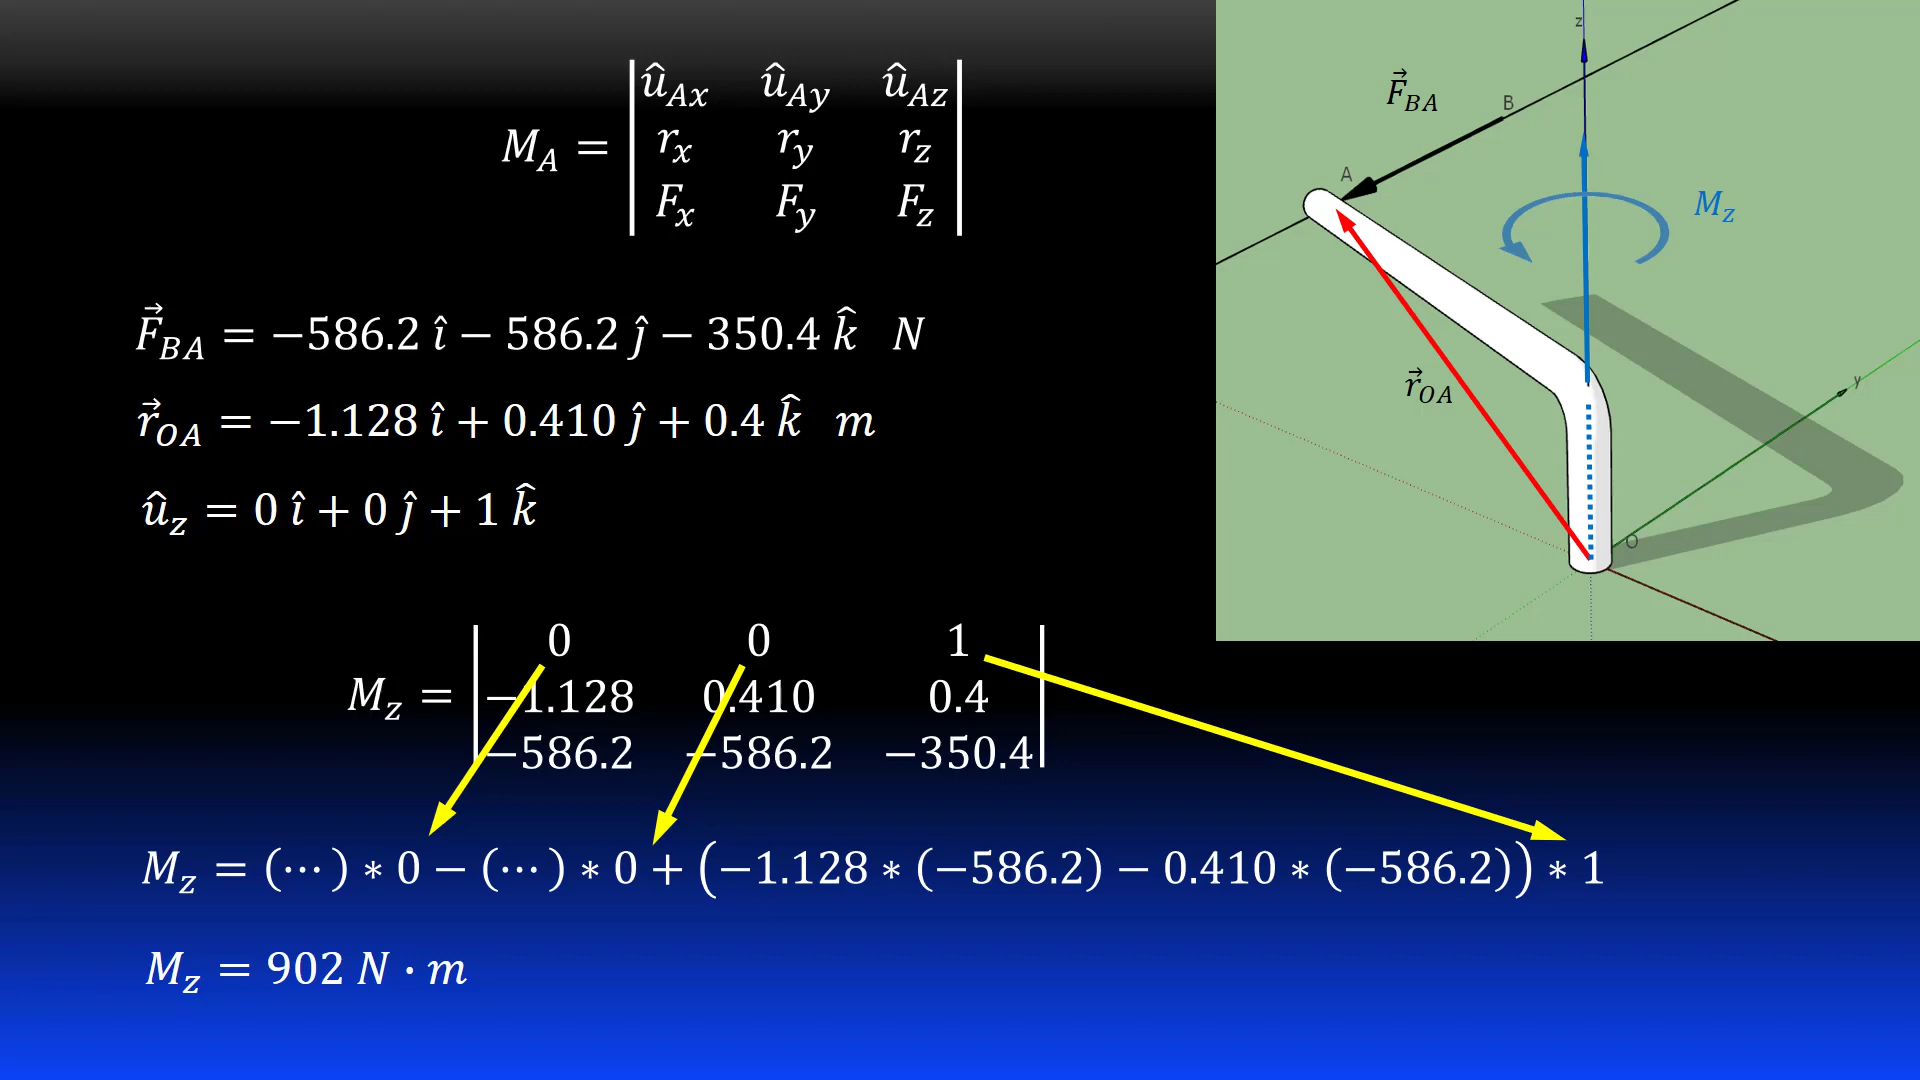 M_A = | û_Ax û_Ay û_Az |
| r_x r_y r_z |
| F_x F_y F_z |
F⃗_BA = −586.2 î − 586.2 ĵ − 350.4 k̂ N
r⃗_OA = −1.128 î + 0.410 ĵ + 0.4 k̂ m
û_z = 0 î + 0 ĵ + 1 k̂
z
F⃗_BA
B
A
M_z
r⃗_OA
y
O
| 0 0 1 |
M_z = | −1.128 0.410 0.4 |
| −586.2 −586.2 −350.4 |
M_z = (⋯) * 0 − (⋯) * 0 + (−1.128 * (−586.2) − 0.410 * (−586.2)) * 1
M_z = 902 N · m